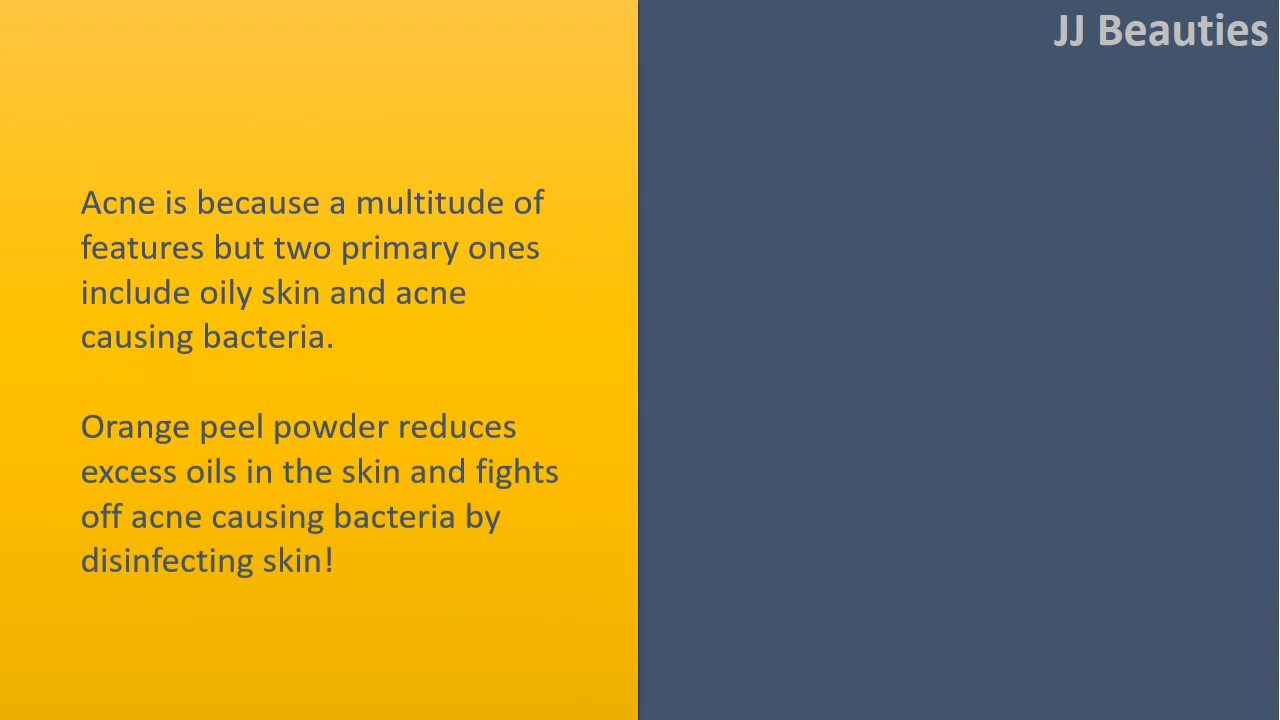 JJ Beauties
Acne is because a multitude of
features but two primary ones
include oily skin and acne
causing bacteria.
Orange peel powder reduces
excess oils in the skin and fights
off acne causing bacteria by
disinfecting skin!